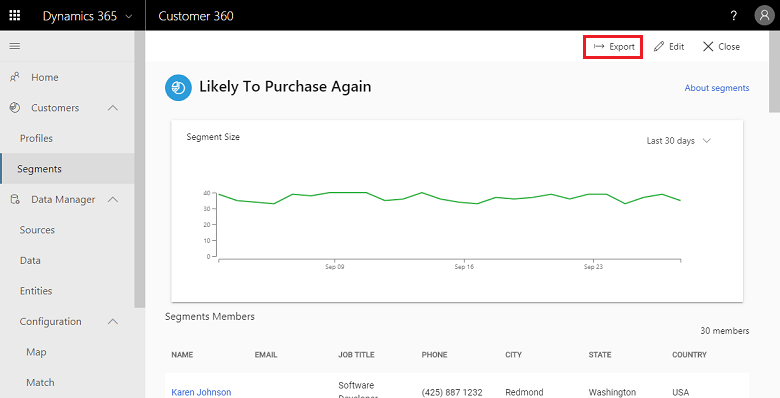 Dynamics 365
Customer 360
?
Export
Edit
Close
Home
Customers
Profiles
Segments
Data Manager
Sources
Data
Entities
Configuration
Map
Match
Likely To Purchase Again
About segments
Segment Size
Last 30 days
40
30
20
10
0
Sep 09
Sep 16
Sep 23
Segments Members
30 members
NAME EMAIL JOB TITLE PHONE CITY STATE COUNTRY
Karen Johnson Software Developer (425) 887 1232 Redmond Washington USA